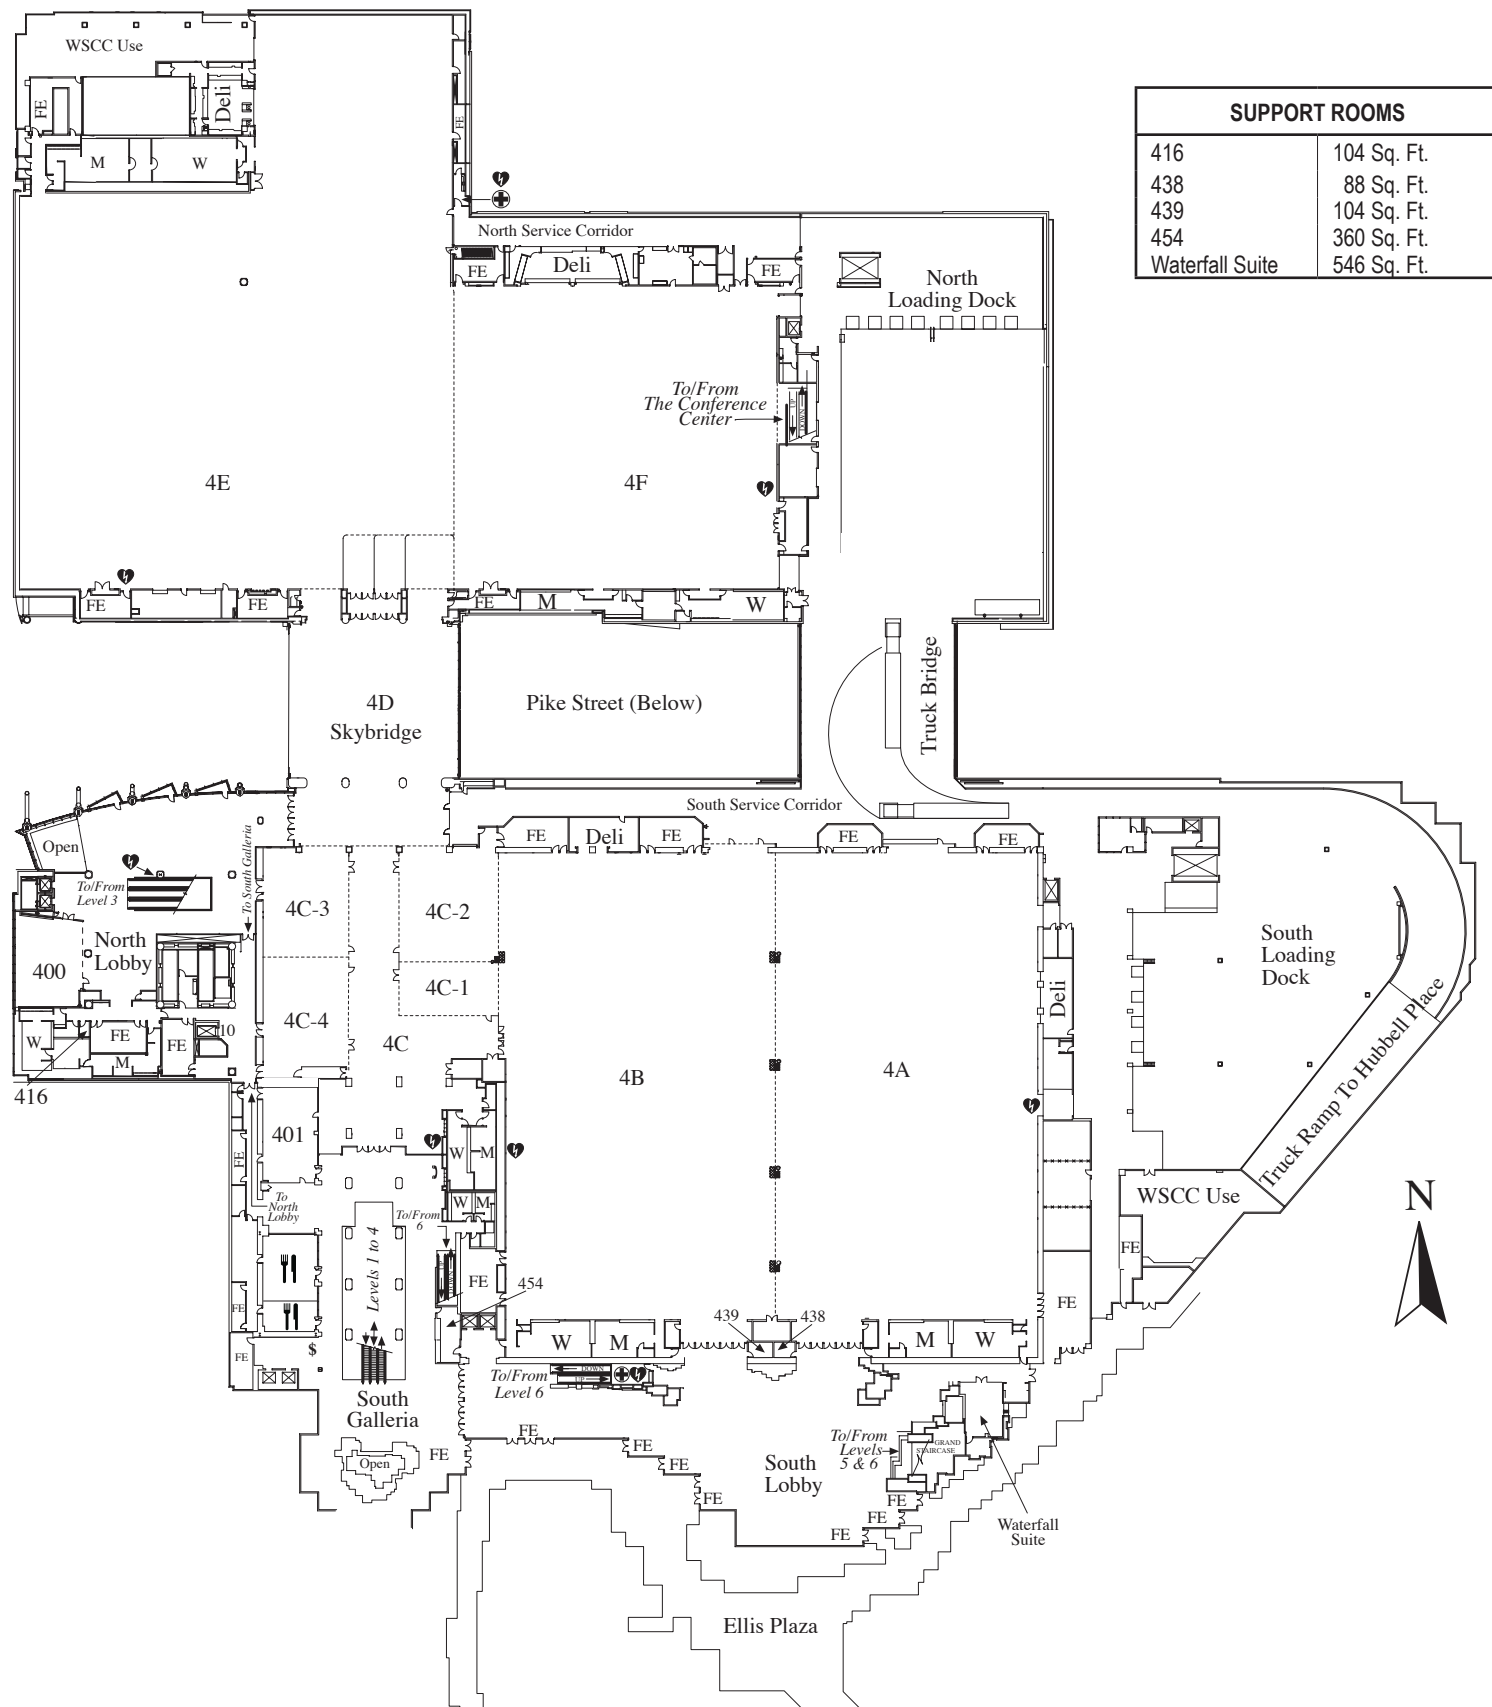 WSCC Use
FE
Deli
M
W
FE
SUPPORT ROOMS
416 104 Sq. Ft.
438 88 Sq. Ft.
439 104 Sq. Ft.
454 360 Sq. Ft.
Waterfall Suite 546 Sq. Ft.
North Service Corridor
FE
Deli
FE
North
Loading Dock
To/From
The Conference
Center
UP
DOWN
4E
4F
FE
FE
FE
M
W
4D
Skybridge
Pike Street (Below)
Truck Bridge
South Service Corridor
FE
Deli
FE
FE
FE
Open
To/From
Level 3
To South Galleria
4C-3
4C-2
North
Lobby
400
4C-1
4C-4
4C
10
W
FE
FE
M
416
401
4B
4A
Deli
South
Loading
Dock
Truck Ramp To Hubbell Place
WSCC Use
FE
N
FE
To
North
Lobby
W
M
W
M
To/From
6
Levels 1 to 4
UP
DOWN
FE
454
FE
FE
$
W
M
439
438
M
W
FE
To/From
Level 6
DOWN
UP
South
Galleria
Open
FE
FE
FE
FE
FE
South
Lobby
To/From
Levels
5 & 6
GRAND
STAIRCASE
FE
FE
FE
Waterfall
Suite
Ellis Plaza